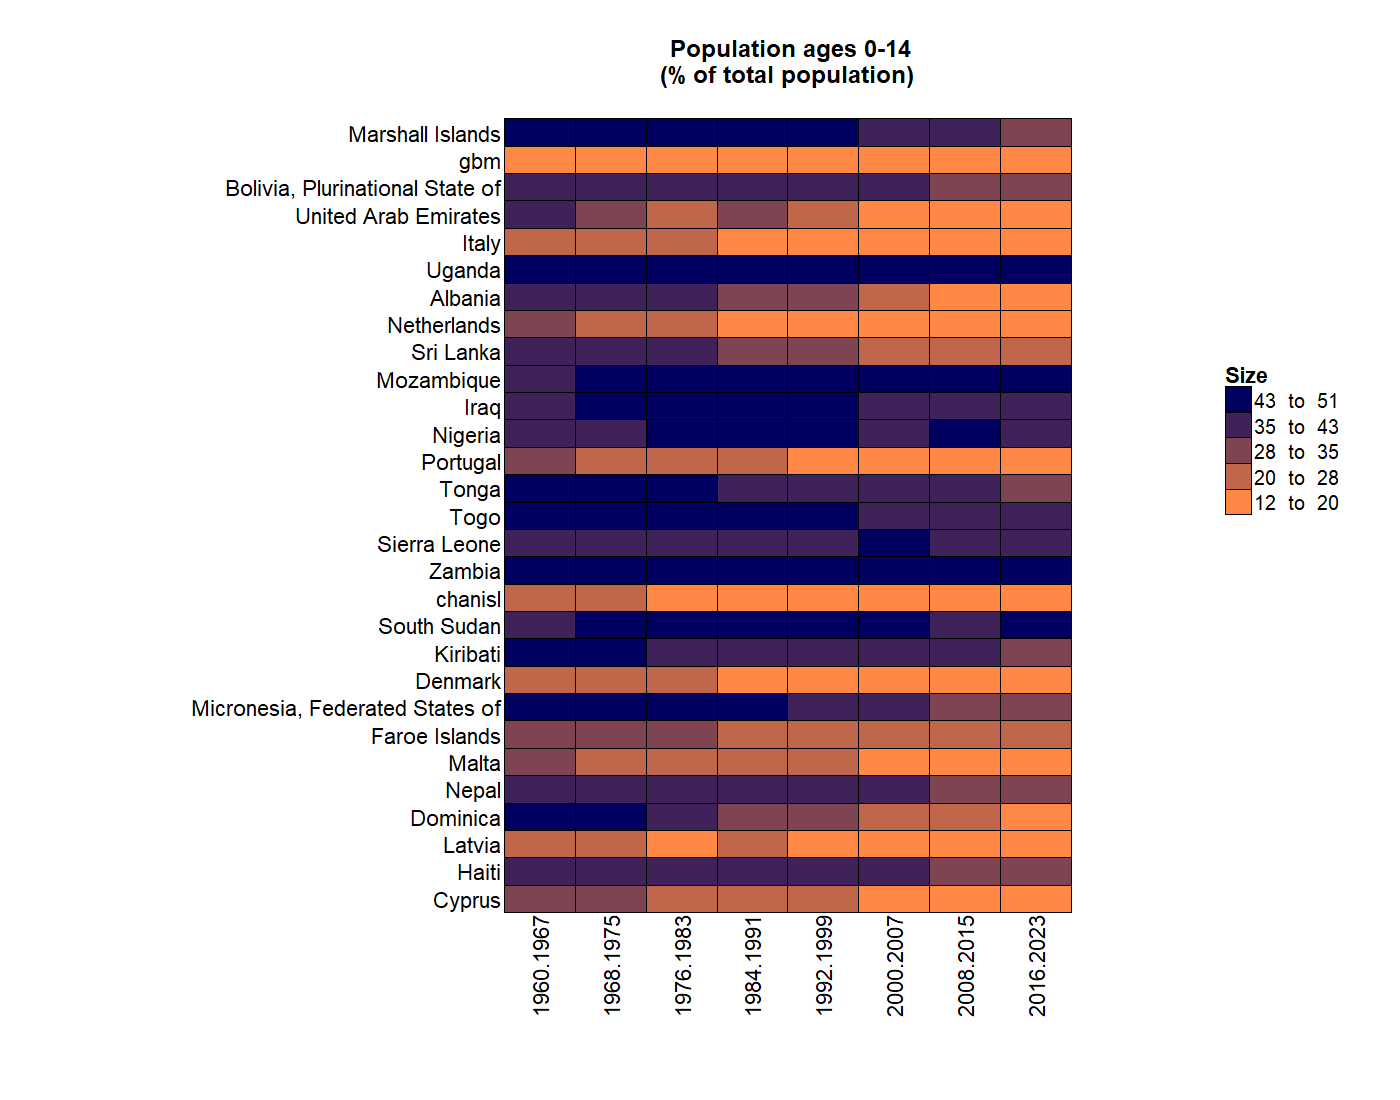 Population ages 0-14
(% of total population)
Marshall Islands
gbm
Bolivia, Plurinational State of
United Arab Emirates
Italy
Uganda
Albania
Netherlands
Sri Lanka
Mozambique
Iraq
Nigeria
Portugal
Tonga
Togo
Sierra Leone
Zambia
chanisl
South Sudan
Kiribati
Denmark
Micronesia, Federated States of
Faroe Islands
Malta
Nepal
Dominica
Latvia
Haiti
Cyprus
1960.1967
1968.1975
1976.1983
1984.1991
1992.1999
2000.2007
2008.2015
2016.2023
Size
43 to 51
35 to 43
28 to 35
20 to 28
12 to 20